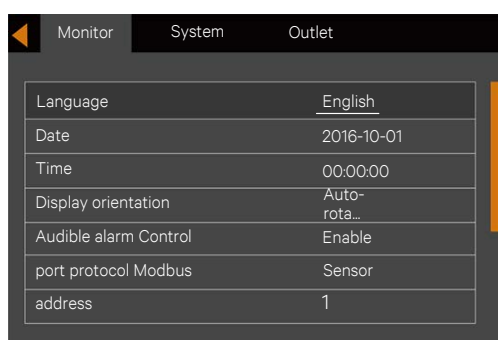 Monitor System Outlet
Language English
Date 2016-10-01
Time 00:00:00
Display orientation Auto-
rota...
Audible alarm Control Enable
port protocol Modbus Sensor
address 1